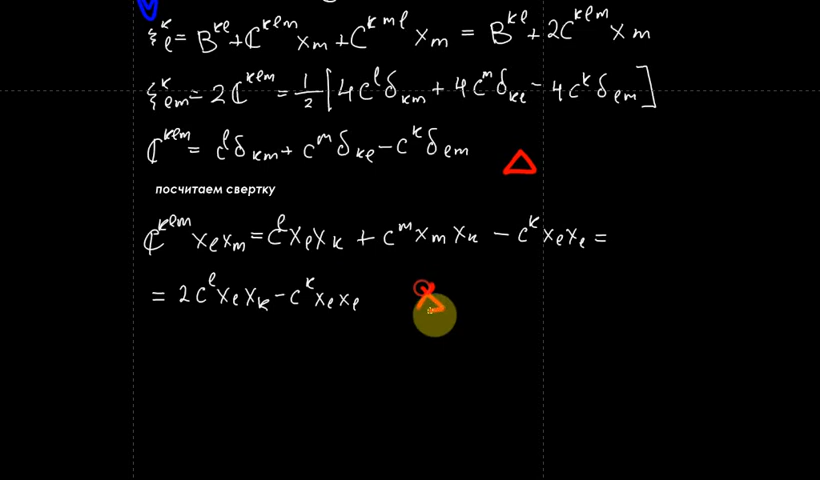 ξ^k_ℓ = B^{kℓ} + ℂ^{kℓm} x_m + C^{kmℓ} x_m = B^{kℓ} + 2C^{kℓm} x_m
ξ^k_{ℓm} = 2ℂ^{kℓm} = 1/2 [4C^ℓ δ_{km} + 4C^m δ_{kℓ} − 4C^k δ_{ℓm}]
ℂ^{kℓm} = C^ℓ δ_{km} + C^m δ_{kℓ} − C^k δ_{ℓm} △
посчитаем свертку
ℂ^{kℓm} x_ℓ x_m = C^ℓ x_ℓ x_k + C^m x_m x_k − C^k x_ℓ x_ℓ =
= 2C^ℓ x_ℓ x_k − C^k x_ℓ x_ℓ